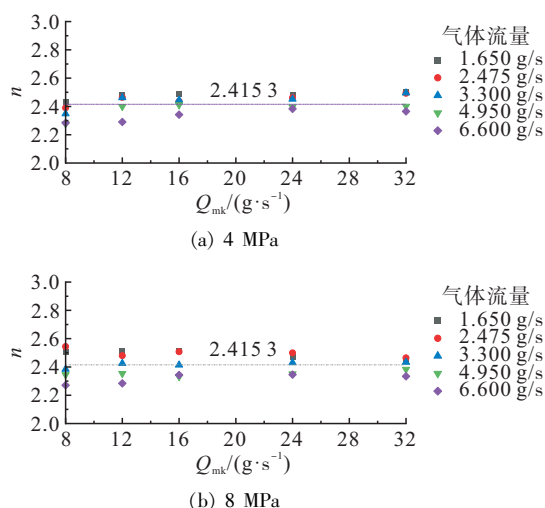 3.0
2.8
2.6
2.4
2.2
2.0
n
2.415 3
8 12 16 20 24 28 32
Qmk/(g·s⁻¹)
气体流量
1.650 g/s
2.475 g/s
3.300 g/s
4.950 g/s
6.600 g/s
(a) 4 MPa
3.0
2.8
2.6
2.4
2.2
2.0
n
2.415 3
8 12 16 20 24 28 32
Qmk/(g·s⁻¹)
气体流量
1.650 g/s
2.475 g/s
3.300 g/s
4.950 g/s
6.600 g/s
(b) 8 MPa